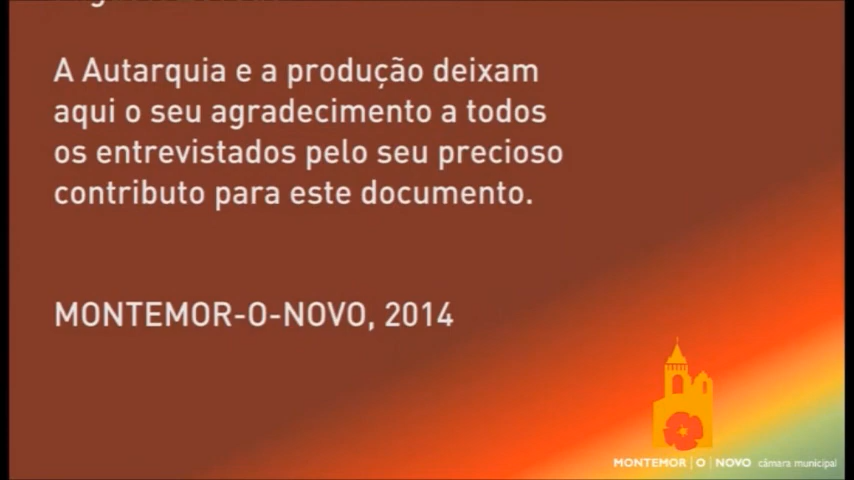 A Autarquia e a produção deixam
aqui o seu agradecimento a todos
os entrevistados pelo seu precioso
contributo para este documento.
MONTEMOR-O-NOVO, 2014
MONTEMOR | O | NOVO câmara municipal